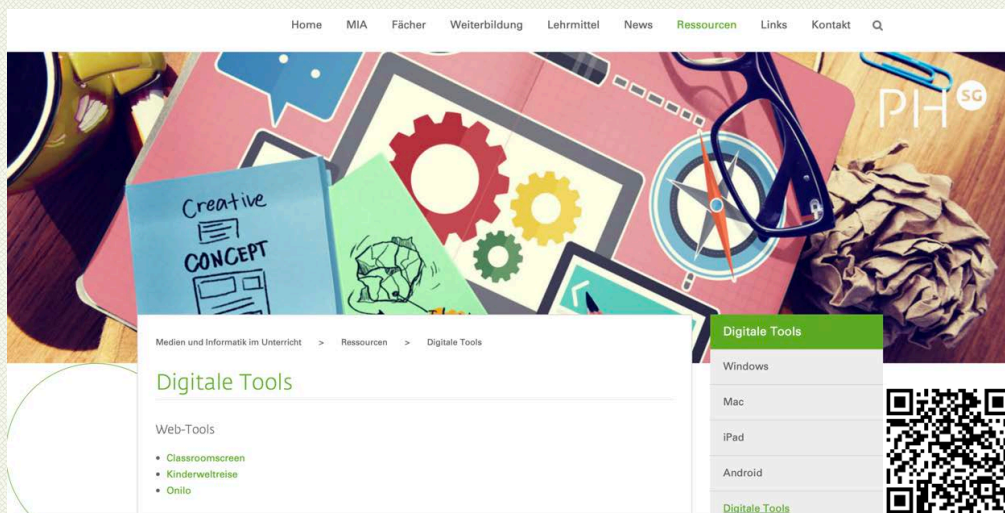 Home MIA Fächer Weiterbildung Lehrmittel News Ressourcen Links Kontakt
PH SG
Creative
CONCEPT
Medien und Informatik im Unterricht > Ressourcen > Digitale Tools
Digitale Tools
Web-Tools
• Classroomscreen
• Kinderweltreise
• Onilo
Digitale Tools
Windows
Mac
iPad
Android
Digitale Tools